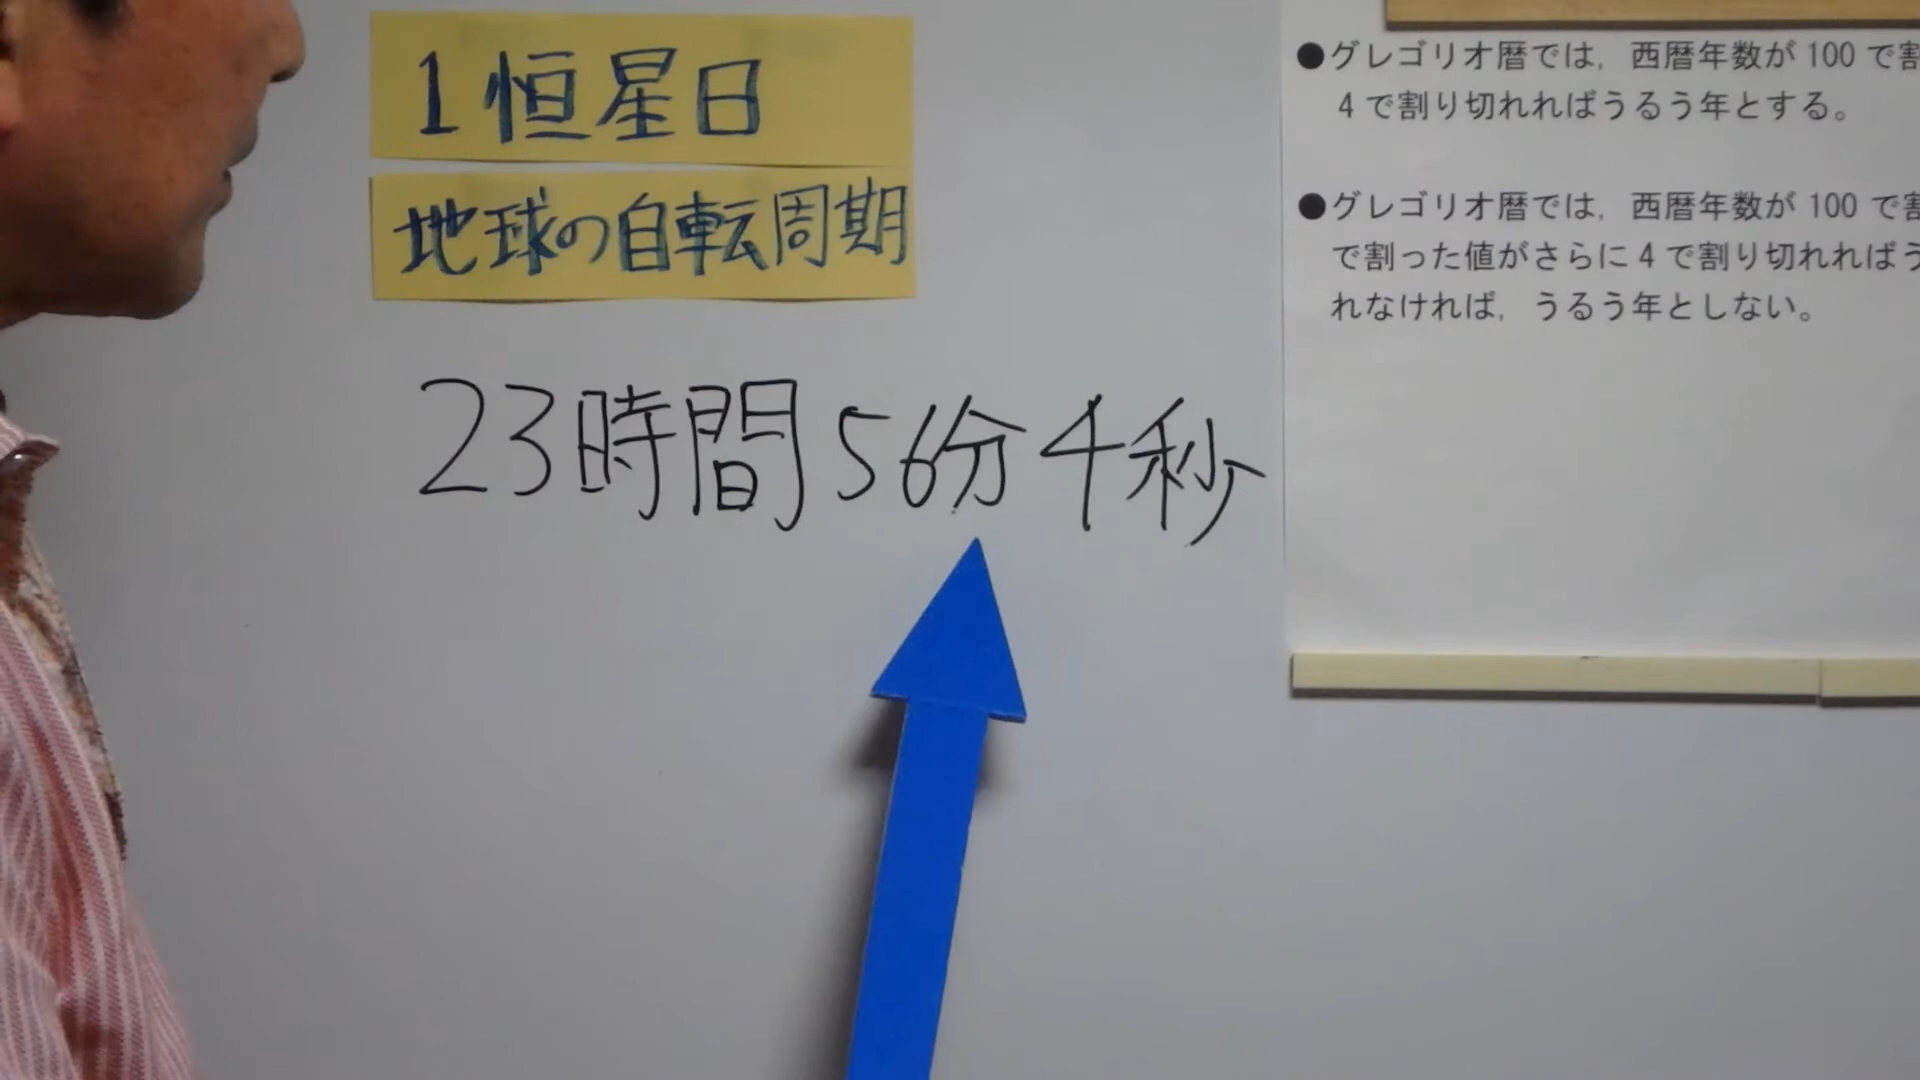 1恒星日
地球の自転周期
23時間56分4秒
●グレゴリオ暦では，西暦年数が100で割
4で割り切れればうるう年とする。
●グレゴリオ暦では，西暦年数が100で割
で割った値がさらに4で割り切れればう
れなければ，うるう年としない。